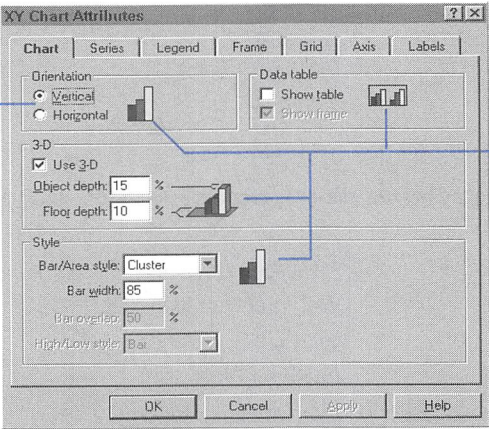 XY Chart Attributes
Chart Series Legend Frame Grid Axis Labels
Orientation
Vertical
Horizontal
Data table
Show table
Show frame
3-D
Use 3-D
Object depth: 15 %
Floor depth: 10 %
Style
Bar/Area style: Cluster
Bar width: 85 %
Bar overlap: 50 %
High/Low style: Bar
OK Cancel Apply Help